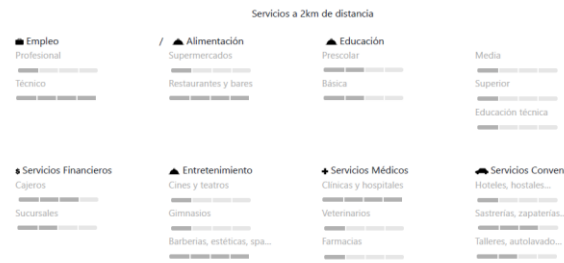 Servicios a 2km de distancia
Empleo
Profesional
Técnico
/ Alimentación
Supermercados
Restaurantes y bares
Educación
Prescolar
Básica
Media
Superior
Educación técnica
$ Servicios Financieros
Cajeros
Sucursales
Entretenimiento
Cines y teatros
Gimnasios
Barberias, estéticas, spa...
Servicios Médicos
Clínicas y hospitales
Veterinarios
Farmacias
Servicios Conven
Hoteles, hostales...
Sastrerías, zapaterías..
Talleres, autolavado...